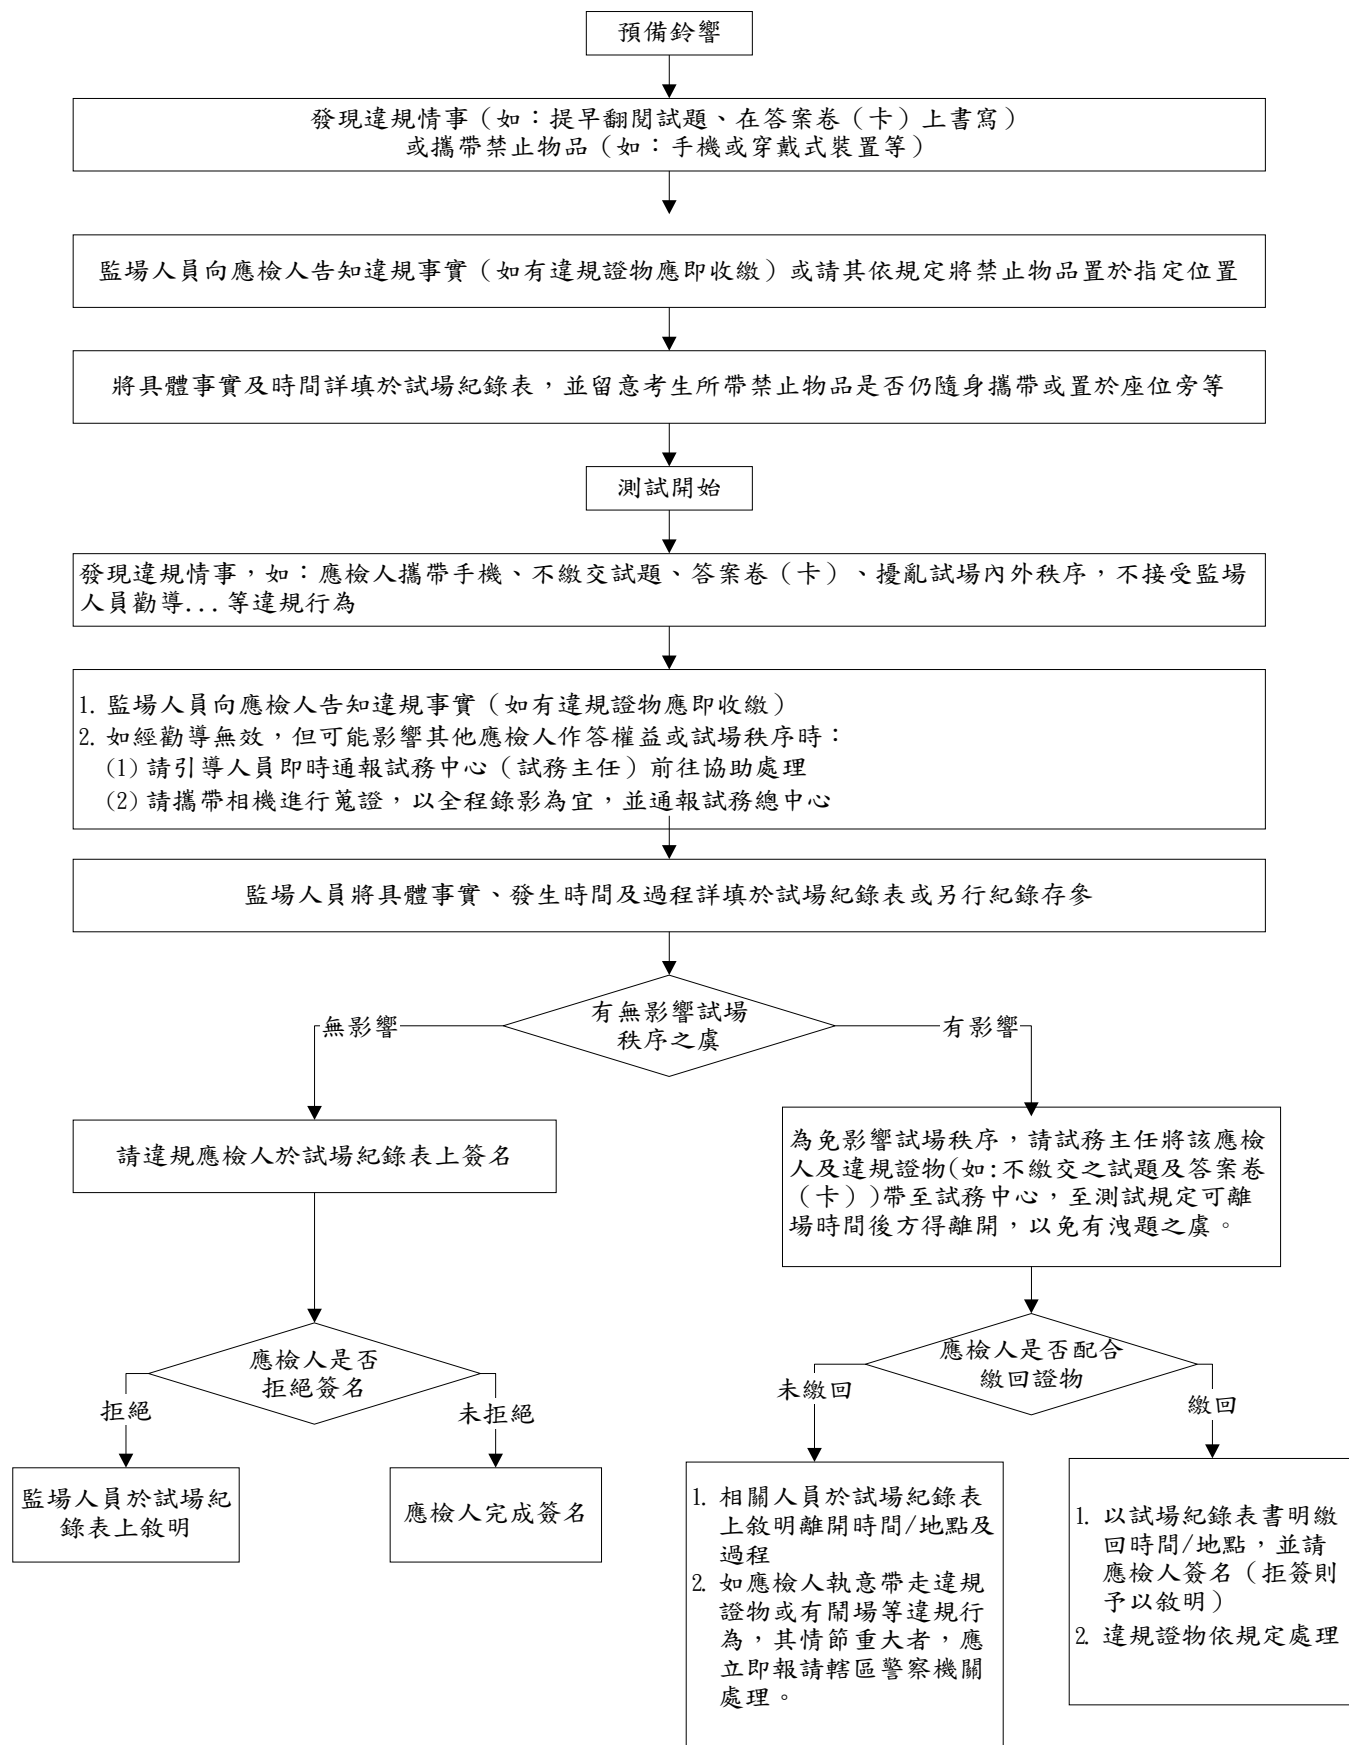 預備鈴響
發現違規情事（如：提早翻閱試題、在答案卷（卡）上書寫）
或攜帶禁止物品（如：手機或穿戴式裝置等）
監場人員向應檢人告知違規事實（如有違規證物應即收繳）或請其依規定將禁止物品置於指定位置
將具體事實及時間詳填於試場紀錄表，並留意考生所帶禁止物品是否仍隨身攜帶或置於座位旁等
測試開始
發現違規情事，如：應檢人攜帶手機、不繳交試題、答案卷（卡）、擾亂試場內外秩序，不接受監場
人員勸導...等違規行為
1. 監場人員向應檢人告知違規事實（如有違規證物應即收繳）
2. 如經勸導無效，但可能影響其他應檢人作答權益或試場秩序時：
(1) 請引導人員即時通報試務中心（試務主任）前往協助處理
(2) 請攜帶相機進行蒐證，以全程錄影為宜，並通報試務總中心
監場人員將具體事實、發生時間及過程詳填於試場紀錄表或另行紀錄存參
有無影響試場
秩序之虞
無影響
有影響
請違規應檢人於試場紀錄表上簽名
為免影響試場秩序，請試務主任將該應檢
人及違規證物(如:不繳交之試題及答案卷
（卡）)帶至試務中心，至測試規定可離
場時間後方得離開，以免有洩題之虞。
應檢人是否
拒絕簽名
拒絕
未拒絕
應檢人是否配合
繳回證物
未繳回
繳回
監場人員於試場紀
錄表上敘明
應檢人完成簽名
1. 相關人員於試場紀錄表
上敘明離開時間/地點及
過程
2. 如應檢人執意帶走違規
證物或有鬧場等違規行
為，其情節重大者，應
立即報請轄區警察機關
處理。
1. 以試場紀錄表書明繳
回時間/地點，並請
應檢人簽名（拒簽則
予以敘明）
2. 違規證物依規定處理